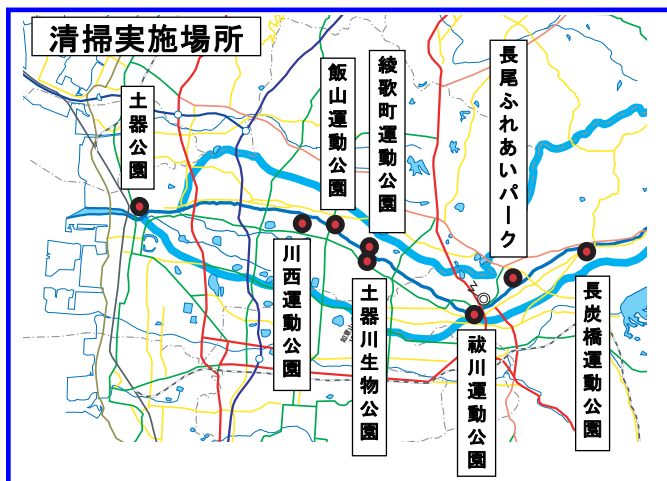 清掃実施場所
土器公園
飯山運動公園
綾歌町運動公園
長尾ふれあいパーク
川西運動公園
土器川生物公園
祓川運動公園
長炭橋運動公園
N